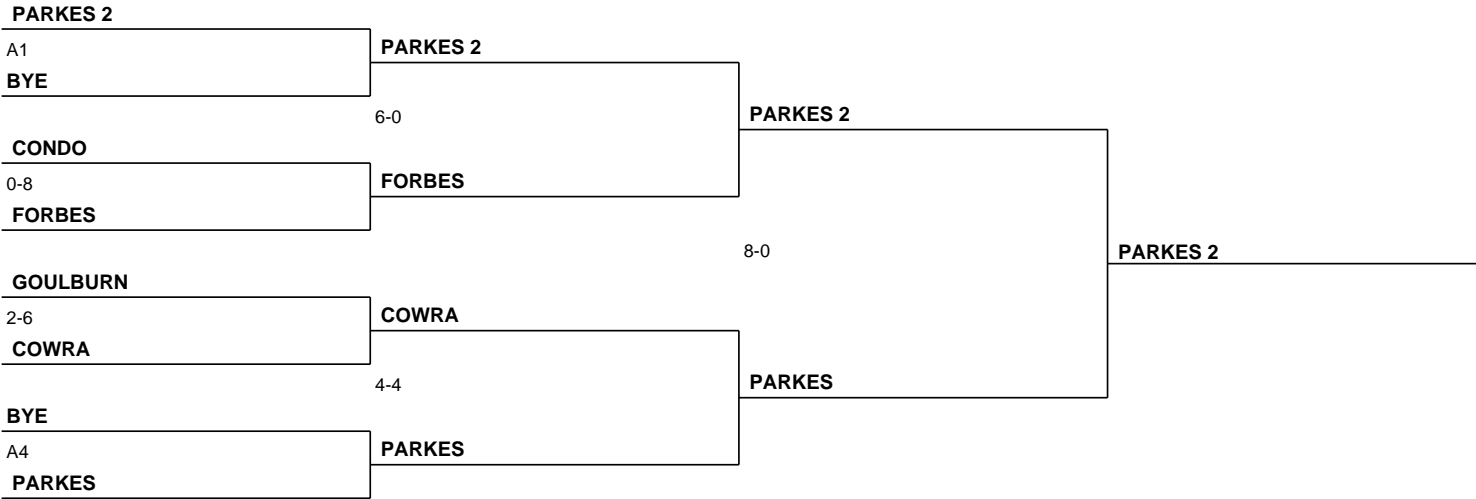 PARKES 2
A1
BYE
PARKES 2
6-0
PARKES 2
CONDO
0-8
FORBES
FORBES
8-0
PARKES 2
GOULBURN
2-6
COWRA
COWRA
4-4
PARKES
BYE
A4
PARKES
PARKES